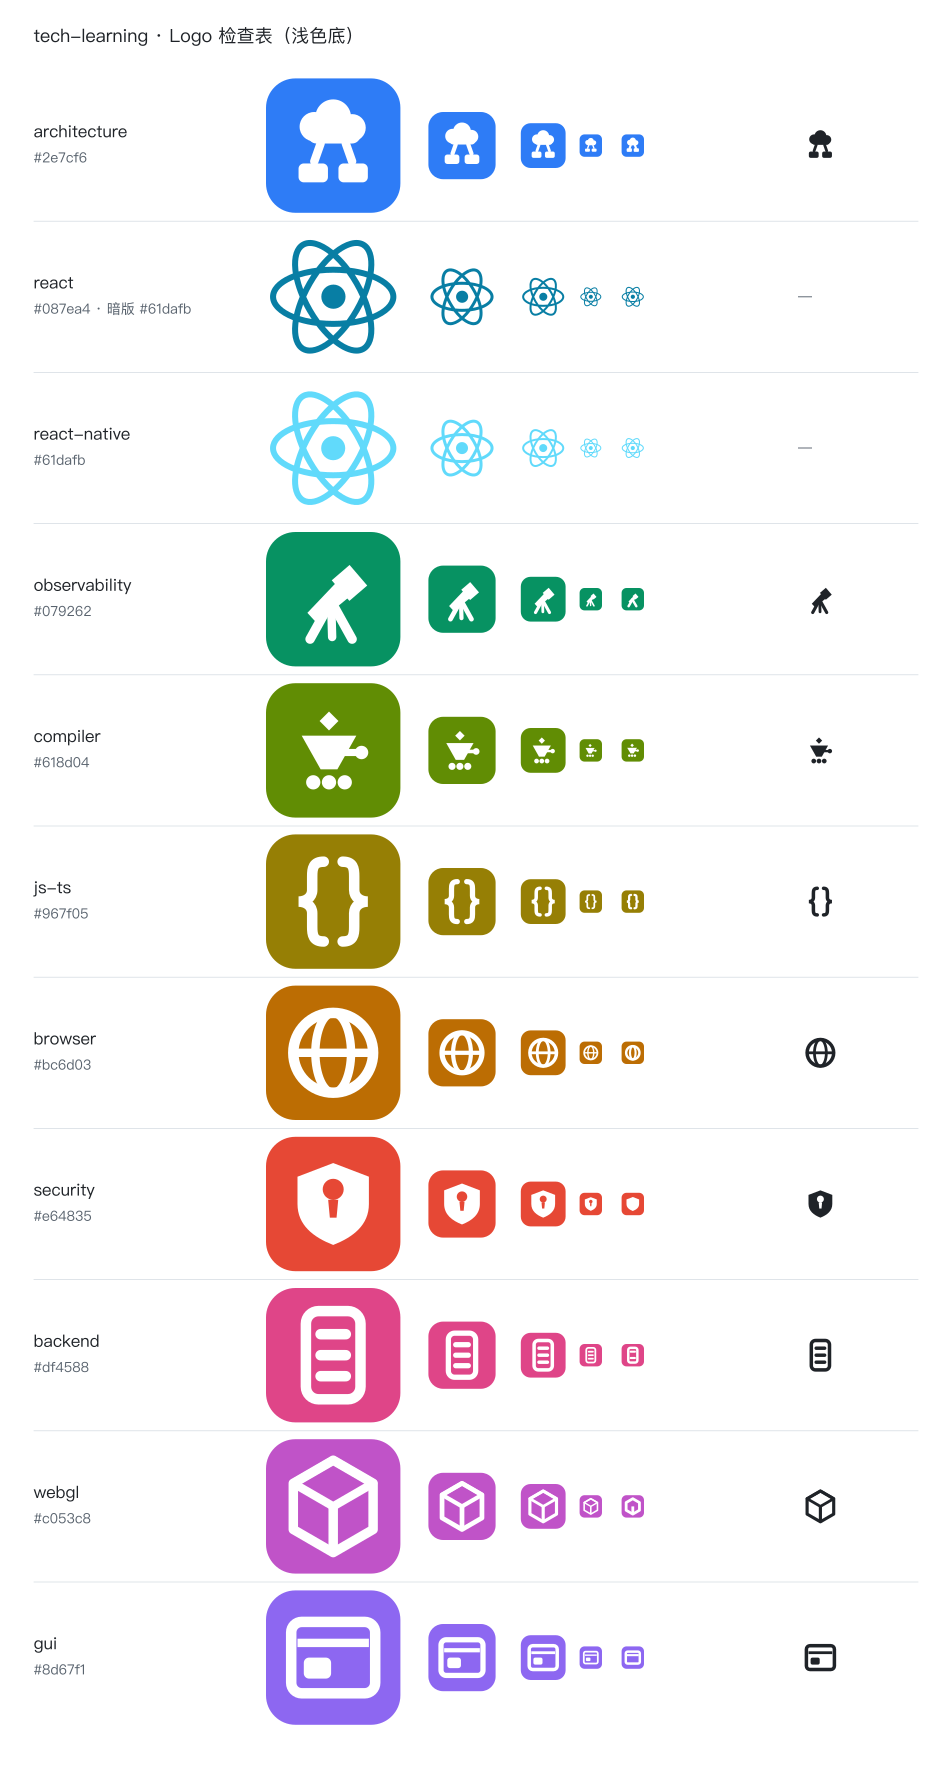 tech-learning · Logo 检查表（浅色底）
architecture
#2e7cf6
react
#087ea4 · 暗版 #61dafb
—
react-native
#61dafb
—
observability
#079262
compiler
#618d04
js-ts
#967f05
browser
#bc6d03
security
#e64835
backend
#df4588
webgl
#c053c8
gui
#8d67f1